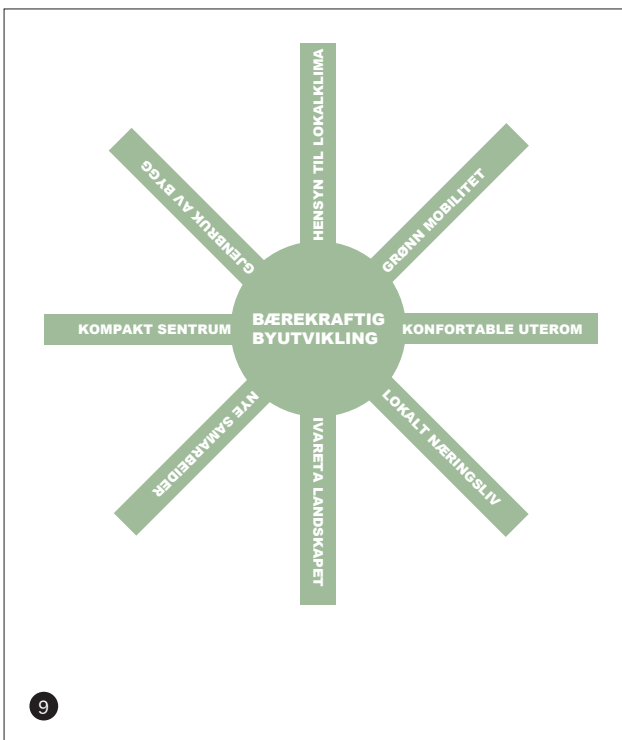 HENSYN TIL LOKALKLIMA
GRØNN MOBILITET
KONFORTABLE UTEROM
LOKALT NÆRINGSLIV
IVARETA LANDSKAPET
NYE SAMARBEIDER
KOMPAKT SENTRUM
GJENBRUK AV BYGG
BÆREKRAFTIG
BYUTVIKLING
9